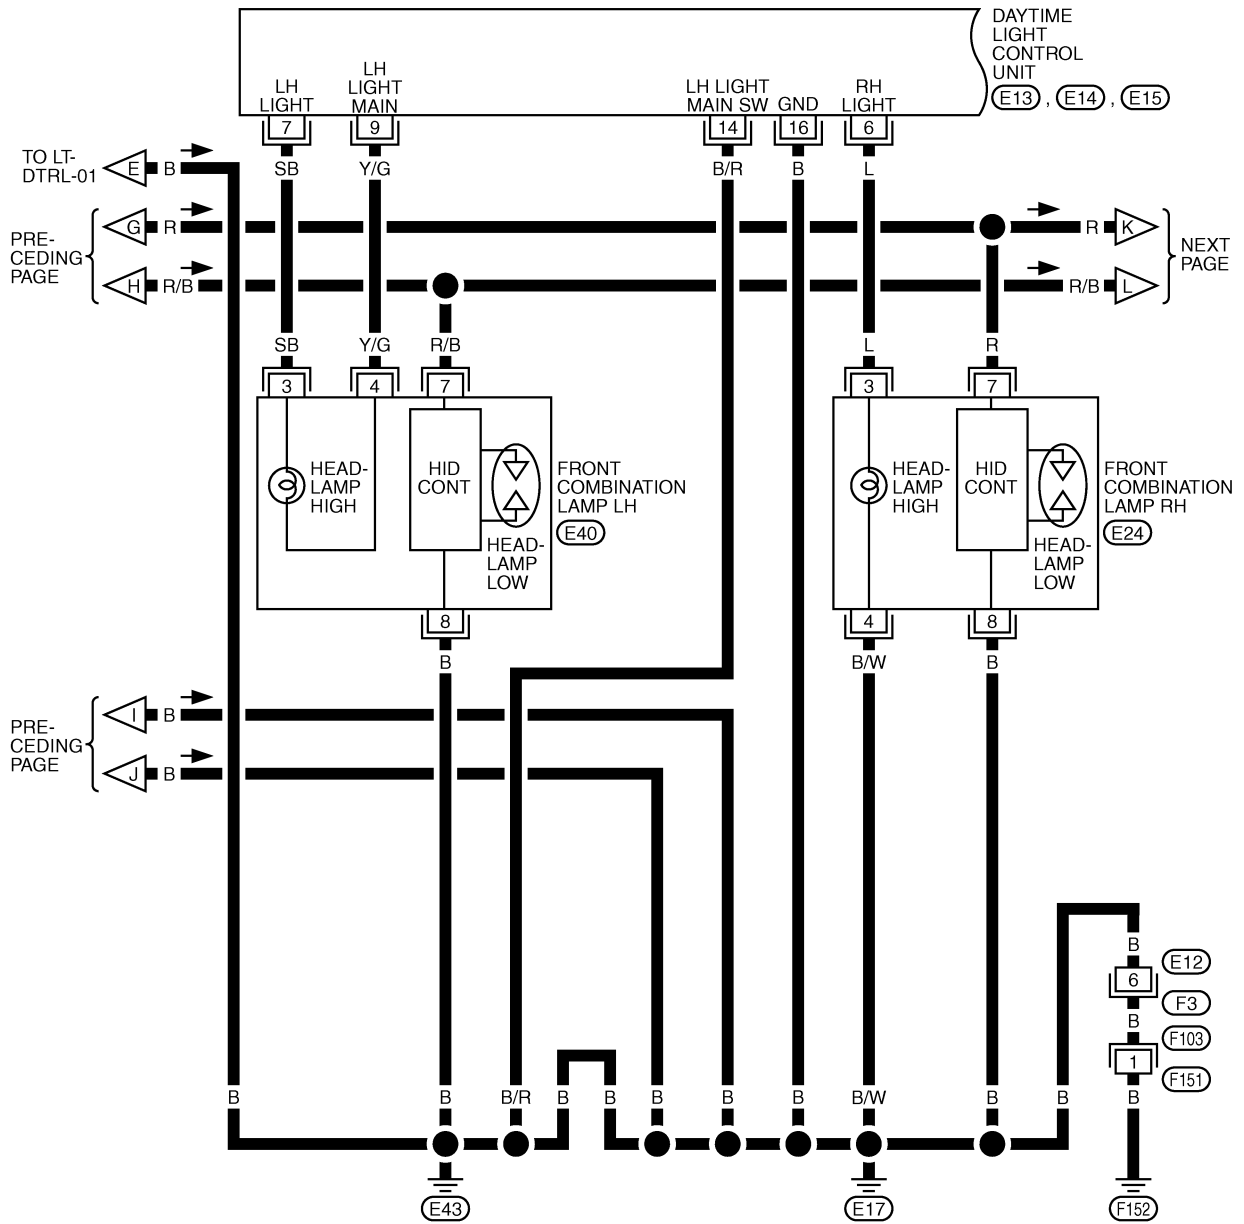 DAYTIME
LIGHT
CONTROL
UNIT
E13 , E14 , E15
LH
LIGHT
LH
LIGHT
MAIN
LH LIGHT
MAIN SW
GND
RH
LIGHT
7
9
14
16
6
TO LT-
DTRL-01
E
B
SB
Y/G
B/R
B
L
PRE-
CEDING
PAGE
G
R
H
R/B
R
K
R/B
L
NEXT
PAGE
SB
Y/G
R/B
L
R
3
4
7
3
7
HEAD-
LAMP
HIGH
HID
CONT
HEAD-
LAMP
LOW
FRONT
COMBINATION
LAMP LH
E40
HEAD-
LAMP
HIGH
HID
CONT
HEAD-
LAMP
LOW
FRONT
COMBINATION
LAMP RH
E24
8
4
8
B
B/W
B
PRE-
CEDING
PAGE
I
B
J
B
B
E12
6
F3
B
F103
1
F151
B
B
B/R
B
B
B
B
B
B/W
B
B
B
E43
E17
F152